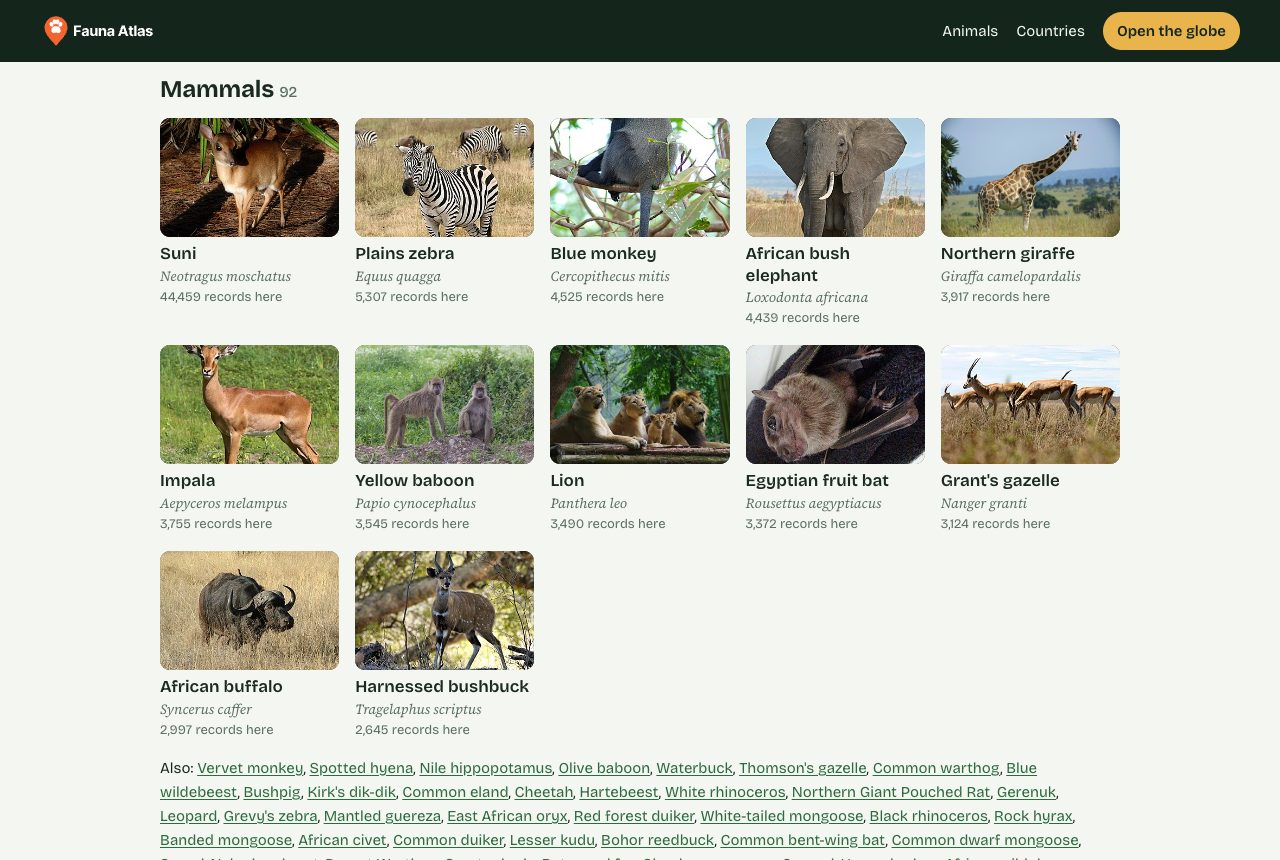 Fauna Atlas
Animals Countries Open the globe
Mammals 92
Suni
Neotragus moschatus
44,459 records here
Plains zebra
Equus quagga
5,307 records here
Blue monkey
Cercopithecus mitis
4,525 records here
African bush
elephant
Loxodonta africana
4,439 records here
Northern giraffe
Giraffa camelopardalis
3,917 records here
Impala
Aepyceros melampus
3,755 records here
Yellow baboon
Papio cynocephalus
3,545 records here
Lion
Panthera leo
3,490 records here
Egyptian fruit bat
Rousettus aegyptiacus
3,372 records here
Grant's gazelle
Nanger granti
3,124 records here
African buffalo
Syncerus caffer
2,997 records here
Harnessed bushbuck
Tragelaphus scriptus
2,645 records here
Also: Vervet monkey, Spotted hyena, Nile hippopotamus, Olive baboon, Waterbuck, Thomson's gazelle, Common warthog, Blue
wildebeest, Bushpig, Kirk's dik-dik, Common eland, Cheetah, Hartebeest, White rhinoceros, Northern Giant Pouched Rat, Gerenuk,
Leopard, Grevy's zebra, Mantled guereza, East African oryx, Red forest duiker, White-tailed mongoose, Black rhinoceros, Rock hyrax,
Banded mongoose, African civet, Common duiker, Lesser kudu, Bohor reedbuck, Common bent-wing bat, Common dwarf mongoose,